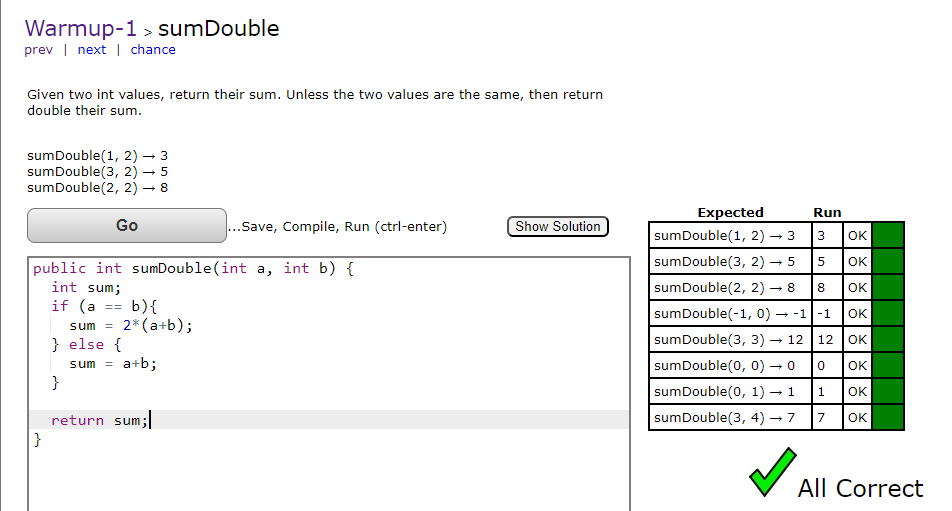 Warmup-1 > sumDouble
prev | next | chance
Given two int values, return their sum. Unless the two values are the same, then return
double their sum.
sumDouble(1, 2) → 3
sumDouble(3, 2) → 5
sumDouble(2, 2) → 8
Go ...Save, Compile, Run (ctrl-enter) Show Solution
public int sumDouble(int a, int b) {
  int sum;
  if (a == b){
    sum = 2*(a+b);
  } else {
    sum = a+b;
  }
  return sum;
}
Expected Run
sumDouble(1, 2) → 3 3 OK
sumDouble(3, 2) → 5 5 OK
sumDouble(2, 2) → 8 8 OK
sumDouble(-1, 0) → -1 -1 OK
sumDouble(3, 3) → 12 12 OK
sumDouble(0, 0) → 0 0 OK
sumDouble(0, 1) → 1 1 OK
sumDouble(3, 4) → 7 7 OK
All Correct